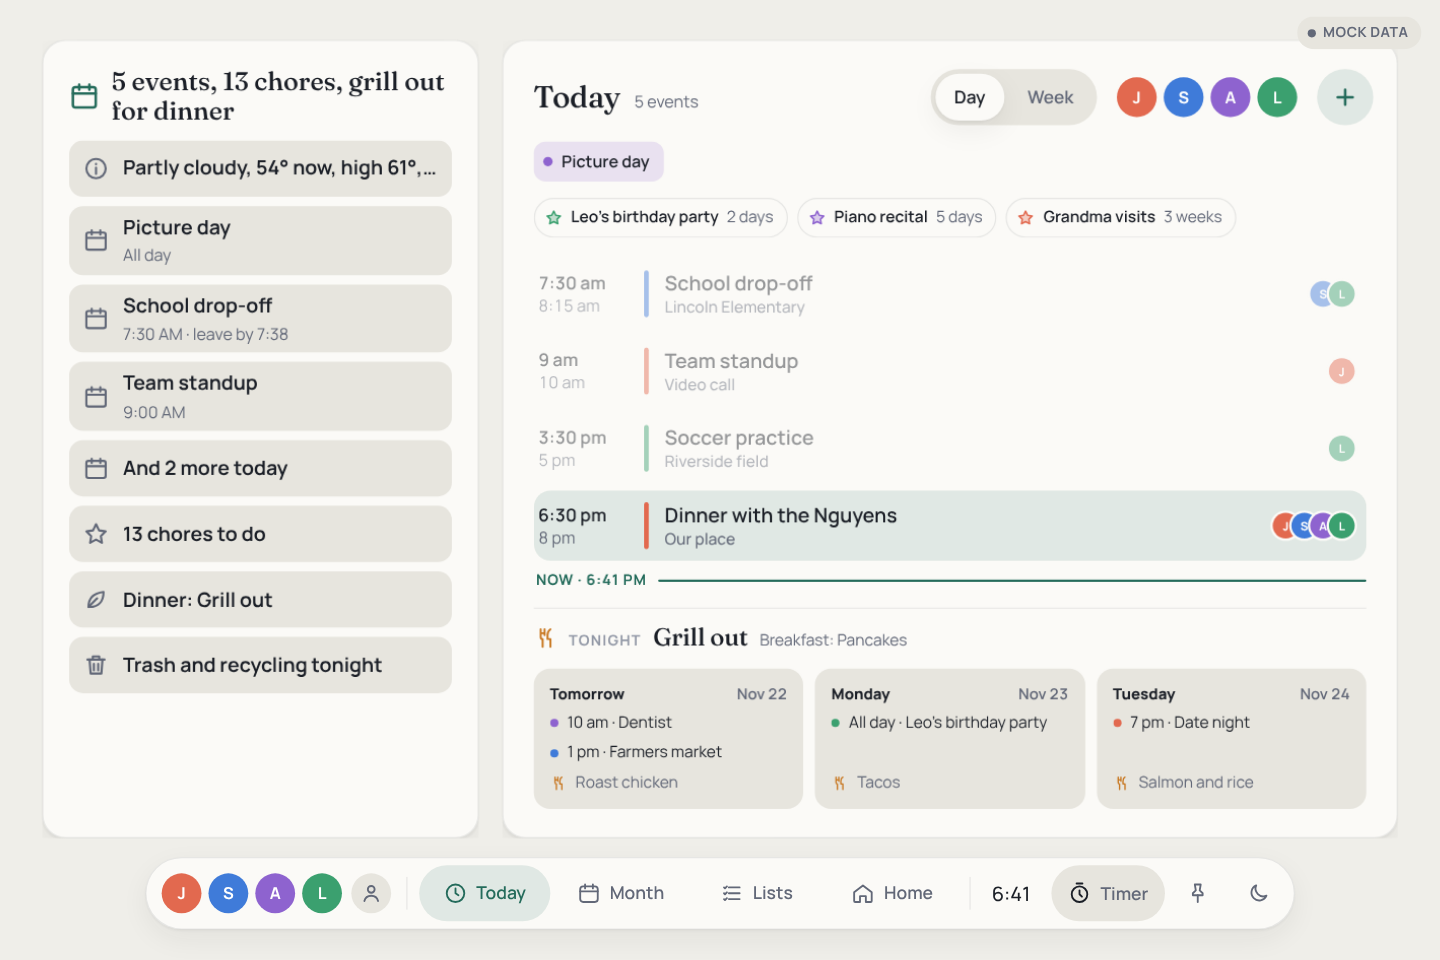 MOCK DATA
5 events, 13 chores, grill out
for dinner
Partly cloudy, 54° now, high 61°,...
Picture day
All day
School drop-off
7:30 AM · leave by 7:38
Team standup
9:00 AM
And 2 more today
13 chores to do
Dinner: Grill out
Trash and recycling tonight
Today 5 events
Day Week J S A L +
Picture day
Leo's birthday party 2 days Piano recital 5 days Grandma visits 3 weeks
7:30 am School drop-off S L
8:15 am Lincoln Elementary
9 am Team standup J
10 am Video call
3:30 pm Soccer practice L
5 pm Riverside field
6:30 pm Dinner with the Nguyens J S A L
8 pm Our place
NOW · 6:41 PM
TONIGHT Grill out Breakfast: Pancakes
Tomorrow Nov 22
10 am · Dentist
1 pm · Farmers market
Roast chicken
Monday Nov 23
All day · Leo's birthday party
Tacos
Tuesday Nov 24
7 pm · Date night
Salmon and rice
J S A L Today Month Lists Home 6:41 Timer